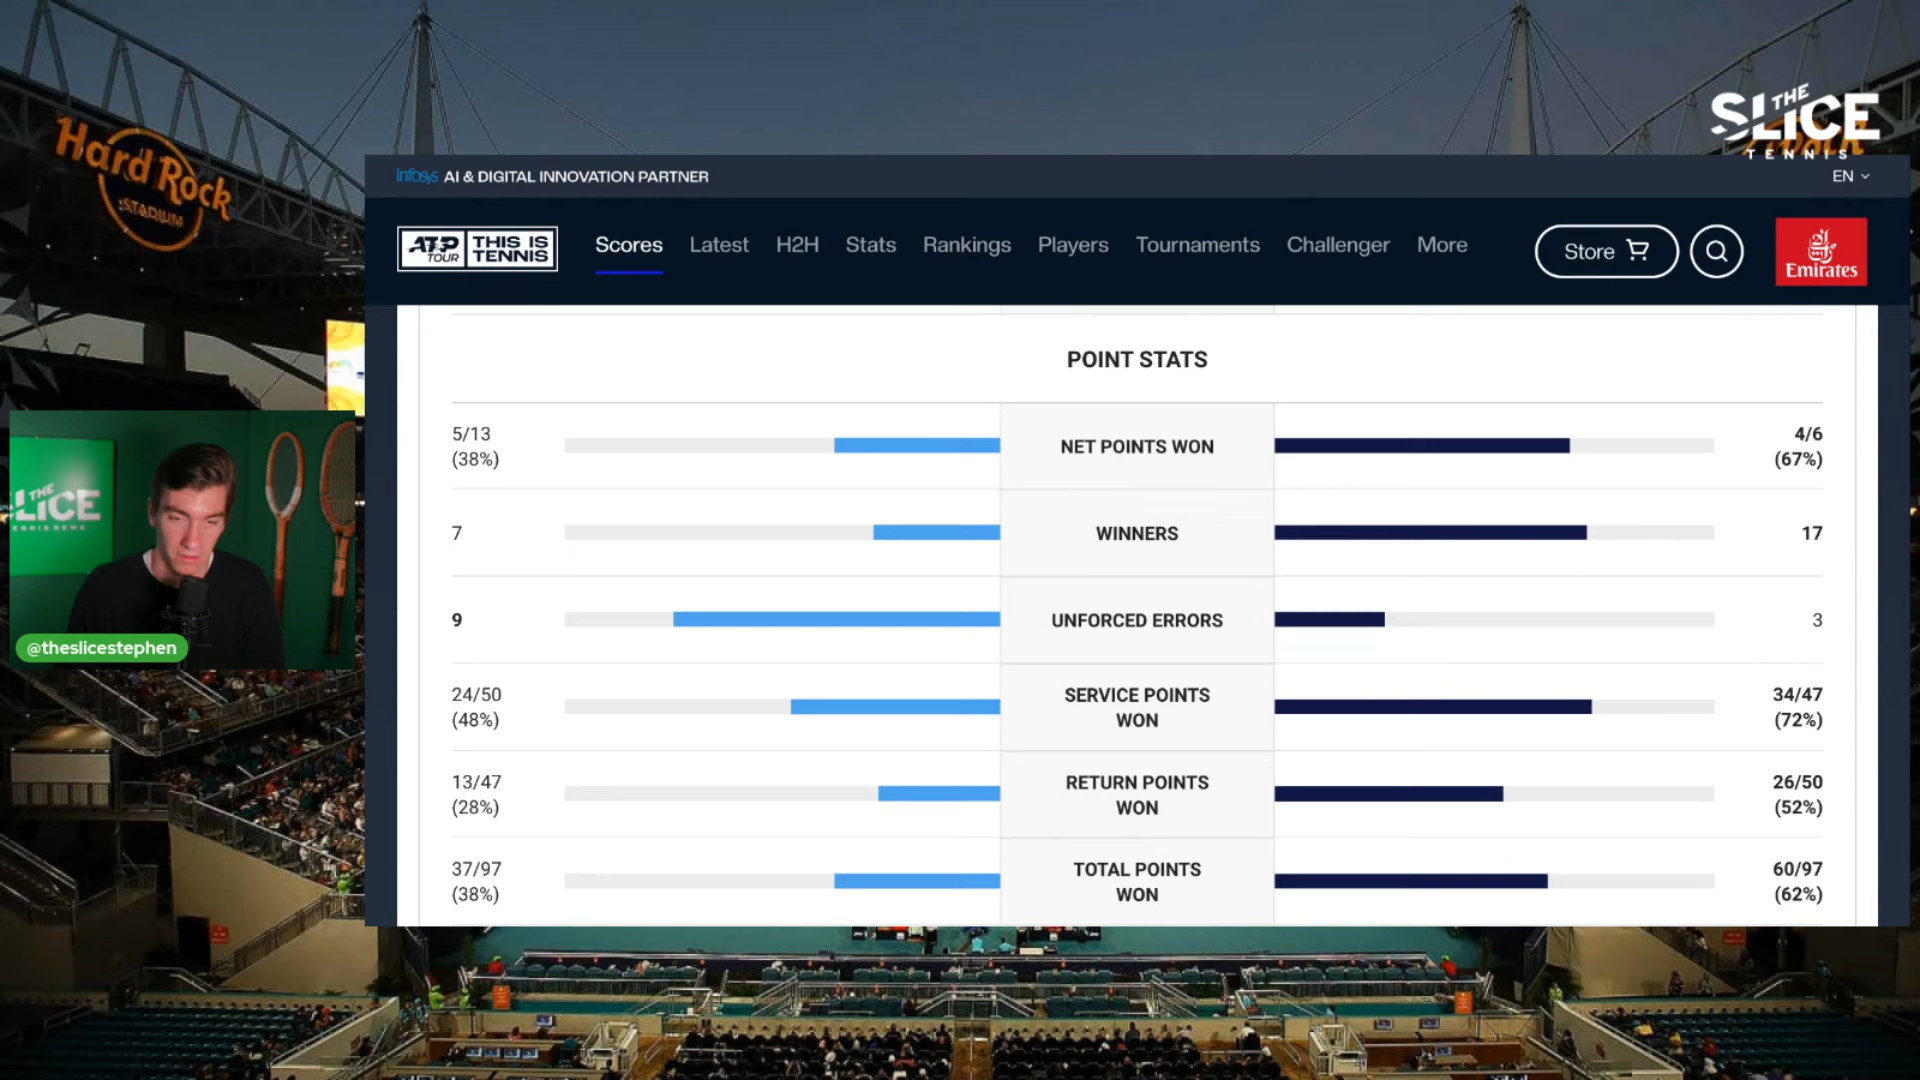 Hard Rock
STADIUM
THE
SLICE
TENNIS
Infosys AI & DIGITAL INNOVATION PARTNER
EN
ATP
TOUR
THIS IS
TENNIS
Scores
Latest
H2H
Stats
Rankings
Players
Tournaments
Challenger
More
Store
Emirates
POINT STATS
5/13
(38%)
NET POINTS WON
4/6
(67%)
7
WINNERS
17
9
UNFORCED ERRORS
3
24/50
(48%)
SERVICE POINTS
WON
34/47
(72%)
13/47
(28%)
RETURN POINTS
WON
26/50
(52%)
37/97
(38%)
TOTAL POINTS
WON
60/97
(62%)
THE
LICE
TENNIS NEWS
@theslicestephen